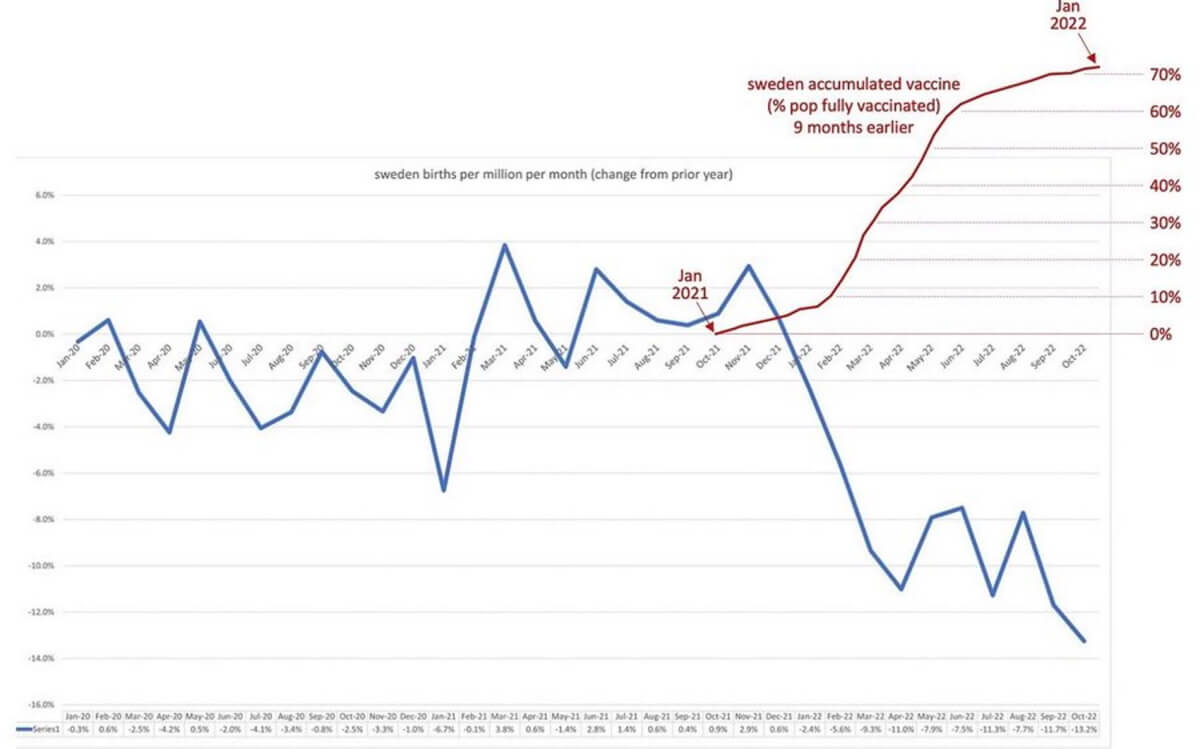 Jan
2022
70%
sweden accumulated vaccine
(% pop fully vaccinated)
9 months earlier
60%
50%
sweden births per million per month (change from prior year)
6.0%
40%
30%
4.0%
20%
Jan
2021
2.0%
10%
0.0%
0%
Jan-20 Feb-20 Mar-20 Apr-20 May-20 Jun-20 Jul-20 Aug-20 Sep-20 Oct-20 Nov-20 Dec-20 Jan-21 Feb-21 Mar-21 Apr-21 May-21 Jun-21 Jul-21 Aug-21 Sep-21 Oct-21 Nov-21 Dec-21 Jan-22 Feb-22 Mar-22 Apr-22 May-22 Jun-22 Jul-22 Aug-22 Sep-22 Oct-22
-2.0%
-4.0%
-6.0%
-8.0%
-10.0%
-12.0%
-14.0%
-16.0%
Jan-20 Feb-20 Mar-20 Apr-20 May-20 Jun-20 Jul-20 Aug-20 Sep-20 Oct-20 Nov-20 Dec-20 Jan-21 Feb-21 Mar-21 Apr-21 May-21 Jun-21 Jul-21 Aug-21 Sep-21 Oct-21 Nov-21 Dec-21 Jan-22 Feb-22 Mar-22 Apr-22 May-22 Jun-22 Jul-22 Aug-22 Sep-22 Oct-22
Series1 -0.3% 0.6% -2.5% -4.2% 0.5% -2.0% -4.1% -3.4% -0.8% -2.5% -3.3% -1.0% -6.7% -0.1% 3.8% 0.6% -1.4% 2.8% 1.4% 0.6% 0.4% 0.9% 2.9% 0.6% -2.4% -5.6% -9.3% -11.0% -7.9% -7.5% -11.3% -7.7% -11.7% -13.2%